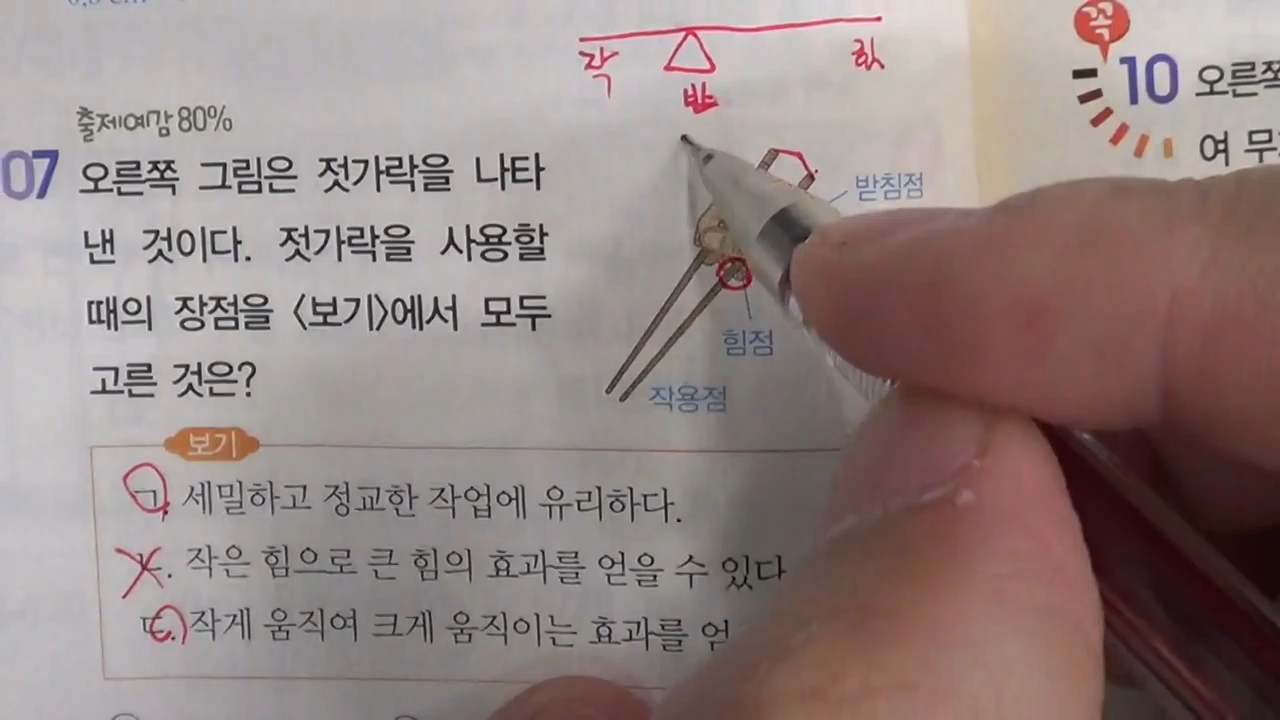 작 힘
받
출제예감 80%
07 오른쪽 그림은 젓가락을 나타
낸 것이다. 젓가락을 사용할
때의 장점을 〈보기〉에서 모두
고른 것은?
받침점
힘점
작용점
보기
ㄱ. 세밀하고 정교한 작업에 유리하다.
ㄴ. 작은 힘으로 큰 힘의 효과를 얻을 수 있다
ㄷ. 작게 움직여 크게 움직이는 효과를 얻
꼭
10 오른쪽
여 무